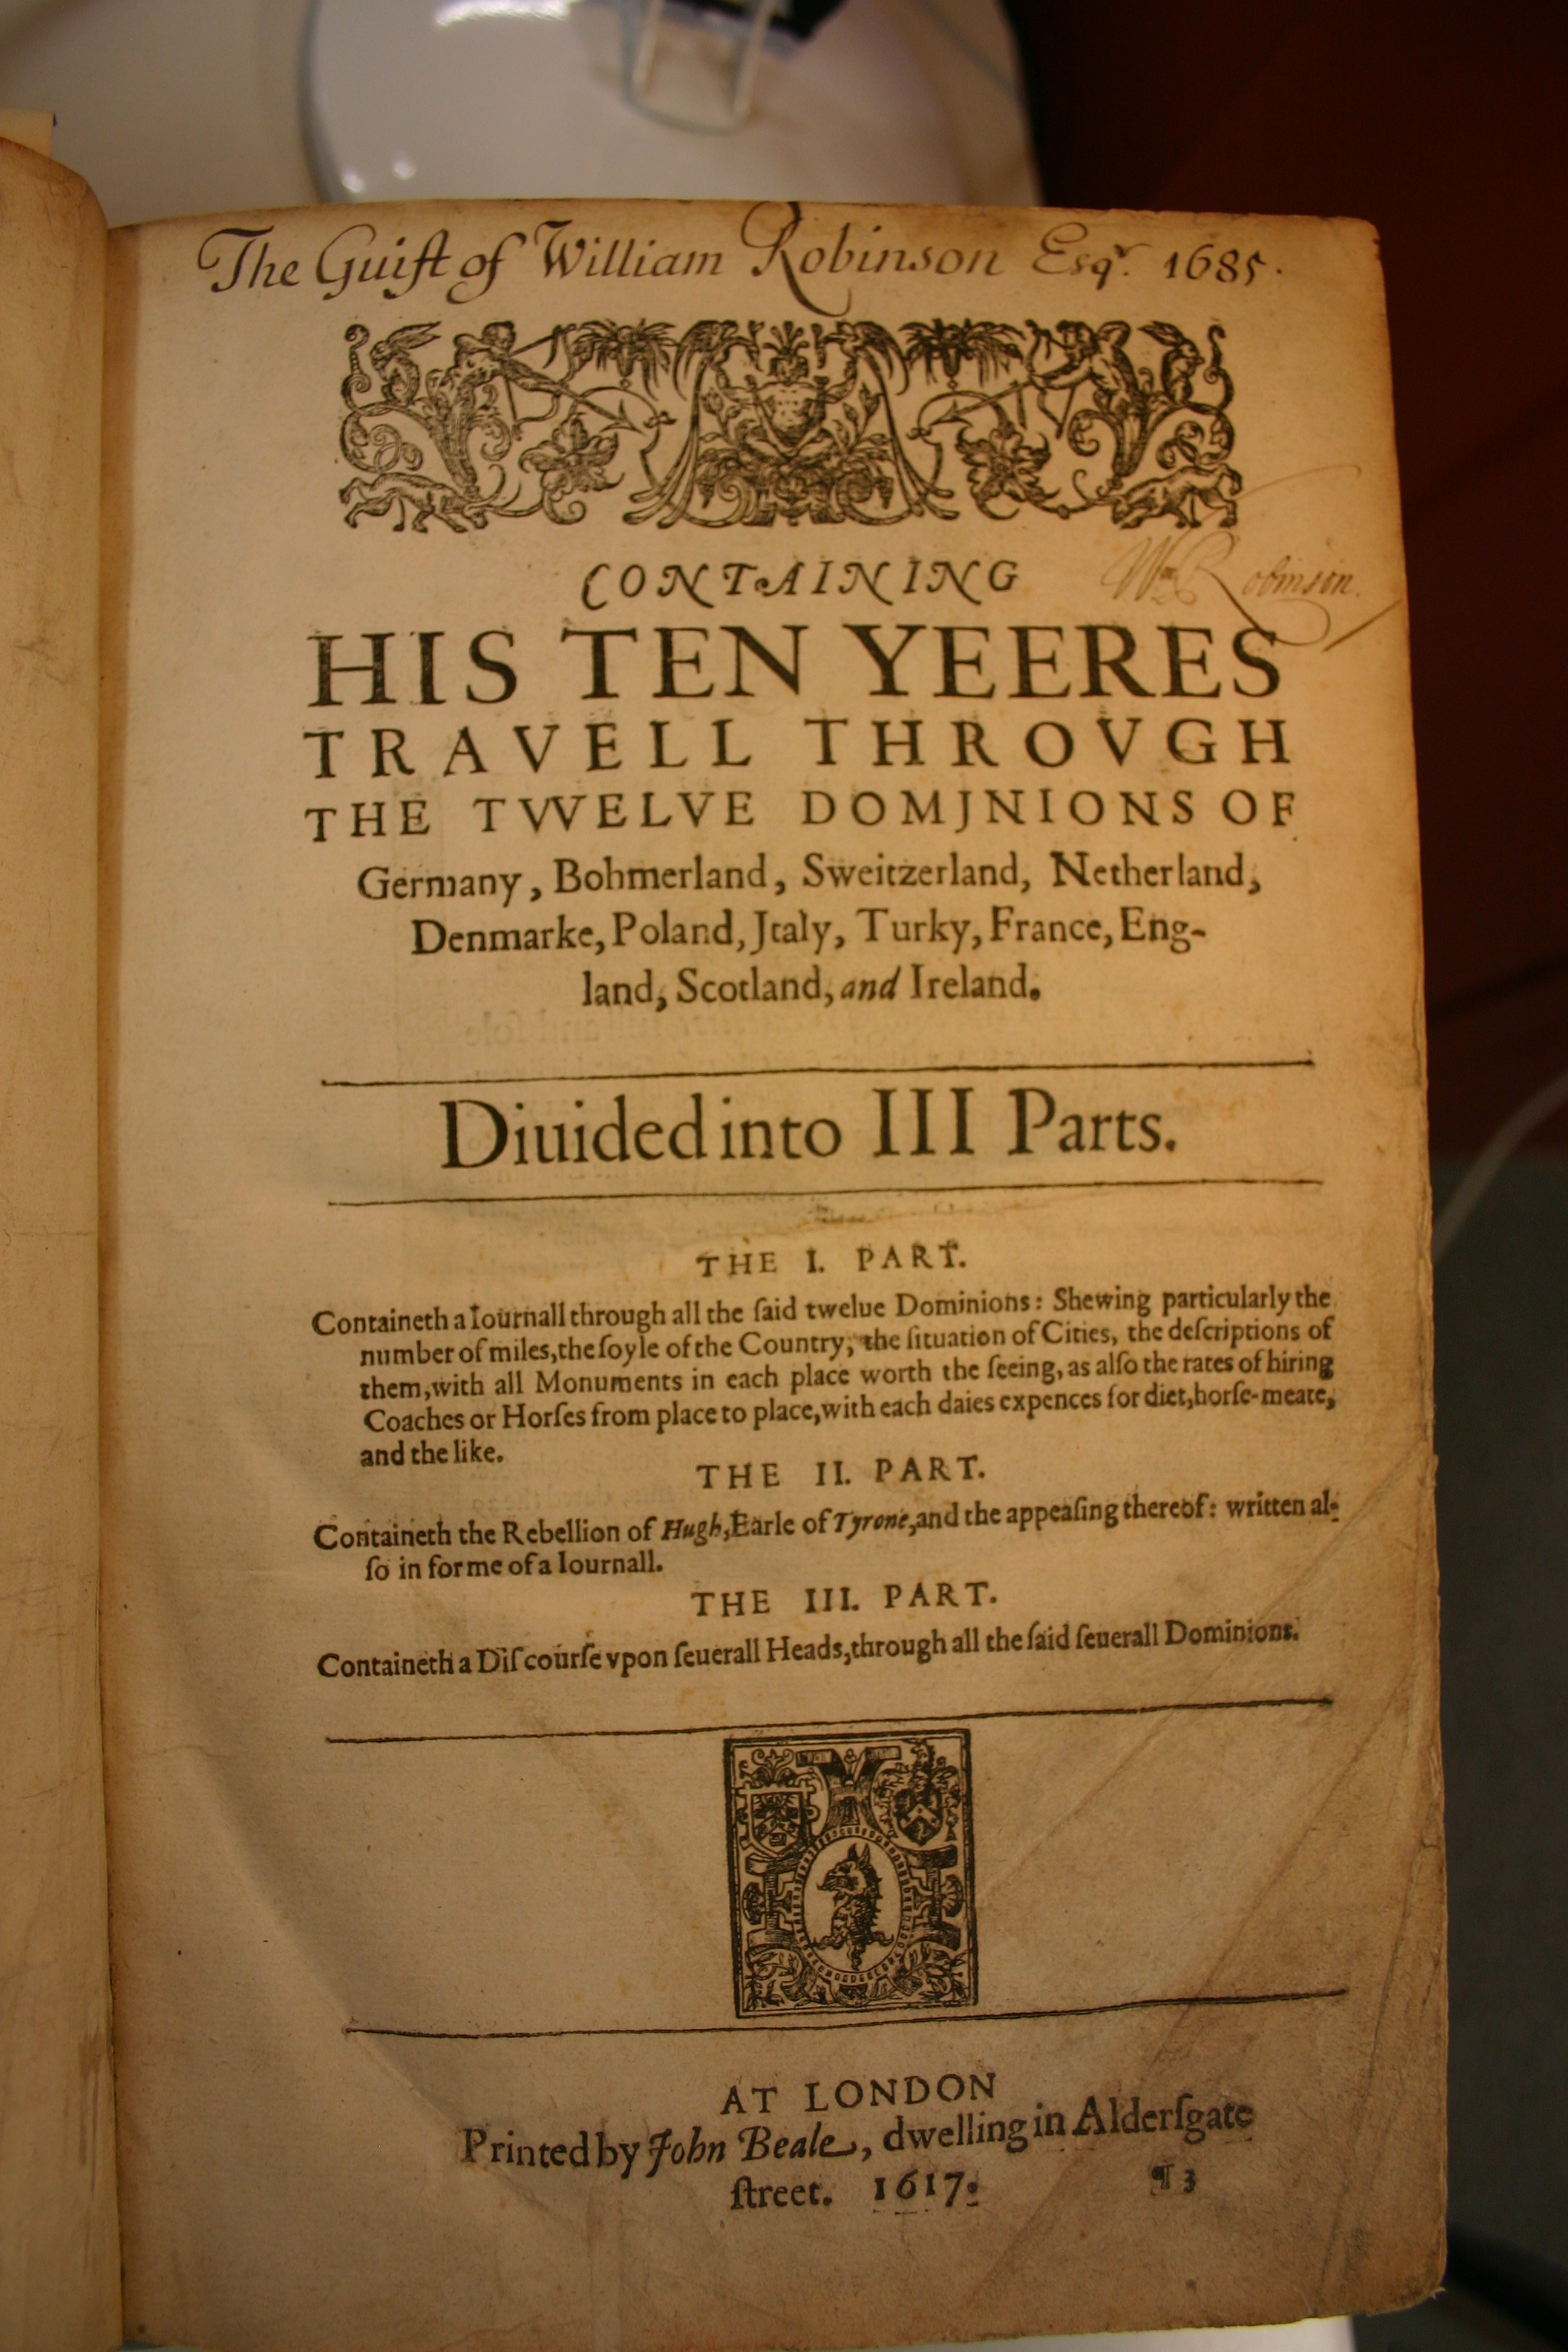 The Guift of William Robinson Esqr. 1685.
CONTAINING
Wm Robinson.
HIS TEN YEERES
TRAVELL THROVGH
THE TVVELVE DOMJNIONS OF
Germany, Bohmerland, Sweitzerland, Netherland,
Denmarke, Poland, Jtaly, Turky, France, Eng-
land, Scotland, and Ireland.
Diuided into III Parts.
THE I. PART.
Containeth a Iournall through all the ſaid twelue Dominions: Shewing particularly the
number of miles, the ſoyle of the Country, the ſituation of Cities, the deſcriptions of
them, with all Monuments in each place worth the ſeeing, as alſo the rates of hiring
Coaches or Horſes from place to place, with each daies expences for diet, horſe-meate,
and the like.
THE II. PART.
Containeth the Rebellion of Hugh, Earle of Tyrone, and the appeaſing thereof: written al-
ſo in forme of a Iournall.
THE III. PART.
Containeth a Diſcourſe vpon ſeuerall Heads, through all the ſaid ſeuerall Dominions.
AT LONDON
Printed by John Beale, dwelling in Alderſgate
ſtreet. 1617.
¶3